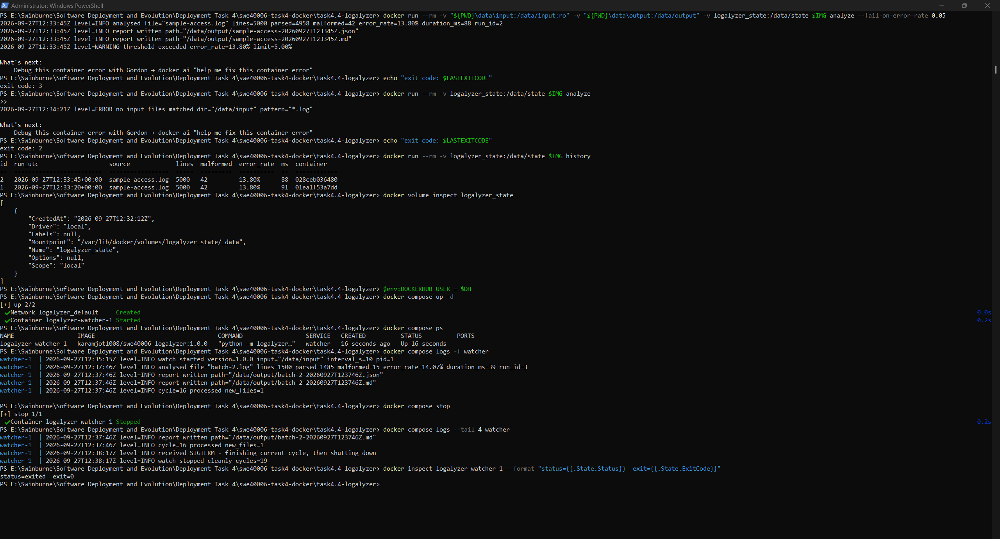 Administrator: Windows PowerShell
PS E:\Swinburne\Software Deployment and Evolution\Deployment Task 4\swe40006-task4-docker\task4.4-logalyzer> docker run --rm -v "${PWD}\data\input:/data/input:ro" -v "${PWD}\data\output:/data/output" -v logalyzer_state:/data/state $IMG analyze --fail-on-error-rate 0.05
2026-09-27T12:33:45Z level=INFO analysed file="sample-access.log" lines=5000 parsed=4958 malformed=42 error_rate=13.80% duration_ms=88 run_id=2
2026-09-27T12:33:45Z level=INFO report written path="/data/output/sample-access-20260927T123345Z.json"
2026-09-27T12:33:45Z level=INFO report written path="/data/output/sample-access-20260927T123345Z.md"
2026-09-27T12:33:45Z level=WARNING threshold exceeded error_rate=13.80% limit=5.00%
What's next:
    Debug this container error with Gordon → docker ai "help me fix this container error"
PS E:\Swinburne\Software Deployment and Evolution\Deployment Task 4\swe40006-task4-docker\task4.4-logalyzer> echo "exit code: $LASTEXITCODE"
exit code: 3
PS E:\Swinburne\Software Deployment and Evolution\Deployment Task 4\swe40006-task4-docker\task4.4-logalyzer> docker run --rm -v logalyzer_state:/data/state $IMG analyze
>>
2026-09-27T12:34:21Z level=ERROR no input files matched dir="/data/input" pattern="*.log"
What's next:
    Debug this container error with Gordon → docker ai "help me fix this container error"
PS E:\Swinburne\Software Deployment and Evolution\Deployment Task 4\swe40006-task4-docker\task4.4-logalyzer> echo "exit code: $LASTEXITCODE"
exit code: 2
PS E:\Swinburne\Software Deployment and Evolution\Deployment Task 4\swe40006-task4-docker\task4.4-logalyzer> docker run --rm -v logalyzer_state:/data/state $IMG history
id  run_utc                    source             lines  malformed  error_rate  ms  container
--  -------------------------  -----------------  -----  ---------  ----------  --  ------------
2   2026-09-27T12:33:45+00:00  sample-access.log  5000   42         13.80%      88  028ceb036480
1   2026-09-27T12:33:20+00:00  sample-access.log  5000   42         13.80%      91  01ea1f53a7dd
PS E:\Swinburne\Software Deployment and Evolution\Deployment Task 4\swe40006-task4-docker\task4.4-logalyzer> docker volume inspect logalyzer_state
[
    {
        "CreatedAt": "2026-09-27T12:32:12Z",
        "Driver": "local",
        "Labels": null,
        "Mountpoint": "/var/lib/docker/volumes/logalyzer_state/_data",
        "Name": "logalyzer_state",
        "Options": null,
        "Scope": "local"
    }
]
PS E:\Swinburne\Software Deployment and Evolution\Deployment Task 4\swe40006-task4-docker\task4.4-logalyzer> $env:DOCKERHUB_USER = $DH
PS E:\Swinburne\Software Deployment and Evolution\Deployment Task 4\swe40006-task4-docker\task4.4-logalyzer> docker compose up -d
[+] up 2/2
 ✔Network logalyzer_default     Created 0.0s
 ✔Container logalyzer-watcher-1 Started 0.2s
PS E:\Swinburne\Software Deployment and Evolution\Deployment Task 4\swe40006-task4-docker\task4.4-logalyzer> docker compose ps
NAME                  IMAGE                                   COMMAND                  SERVICE   CREATED          STATUS          PORTS
logalyzer-watcher-1   karamjot1008/swe40006-logalyzer:1.0.0   "python -m logalyzer…"   watcher   16 seconds ago   Up 16 seconds
PS E:\Swinburne\Software Deployment and Evolution\Deployment Task 4\swe40006-task4-docker\task4.4-logalyzer> docker compose logs -f watcher
watcher-1  | 2026-09-27T12:35:15Z level=INFO watch started version=1.0.0 input="/data/input" interval_s=10 pid=1
watcher-1  | 2026-09-27T12:37:46Z level=INFO analysed file="batch-2.log" lines=1500 parsed=1485 malformed=15 error_rate=14.07% duration_ms=39 run_id=3
watcher-1  | 2026-09-27T12:37:46Z level=INFO report written path="/data/output/batch-2-20260927T123746Z.json"
watcher-1  | 2026-09-27T12:37:46Z level=INFO report written path="/data/output/batch-2-20260927T123746Z.md"
watcher-1  | 2026-09-27T12:37:46Z level=INFO cycle=16 processed new_files=1
PS E:\Swinburne\Software Deployment and Evolution\Deployment Task 4\swe40006-task4-docker\task4.4-logalyzer> docker compose stop
[+] stop 1/1
 ✔Container logalyzer-watcher-1 Stopped 0.2s
PS E:\Swinburne\Software Deployment and Evolution\Deployment Task 4\swe40006-task4-docker\task4.4-logalyzer> docker compose logs --tail 4 watcher
watcher-1  | 2026-09-27T12:37:46Z level=INFO report written path="/data/output/batch-2-20260927T123746Z.md"
watcher-1  | 2026-09-27T12:37:46Z level=INFO cycle=16 processed new_files=1
watcher-1  | 2026-09-27T12:38:17Z level=INFO received SIGTERM - finishing current cycle, then shutting down
watcher-1  | 2026-09-27T12:38:17Z level=INFO watch stopped cleanly cycles=19
PS E:\Swinburne\Software Deployment and Evolution\Deployment Task 4\swe40006-task4-docker\task4.4-logalyzer> docker inspect logalyzer-watcher-1 --format "status={{.State.Status}}  exit={{.State.ExitCode}}"
status=exited  exit=0
PS E:\Swinburne\Software Deployment and Evolution\Deployment Task 4\swe40006-task4-docker\task4.4-logalyzer>